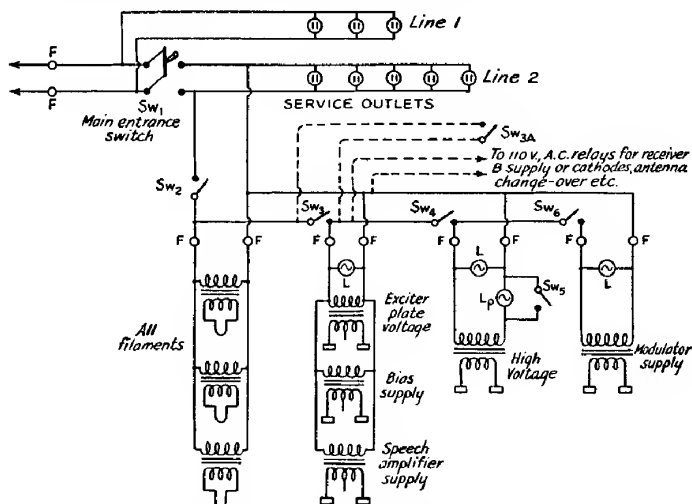 Line 1
F
F
Sw1
Main entrance
switch
Line 2
SERVICE OUTLETS
Sw3A
To 110 v. A.C. relays for receiver
B supply or cathodes, antenna
change-over etc.
Sw2
Sw3
Sw4
Sw6
F
F
F
F
F
F
F
F
L
L
L
Lp
Sw5
All
filaments
Exciter
plate
voltage
Bias
supply
Speech
amplifier
supply
High
Voltage
Modulator
supply